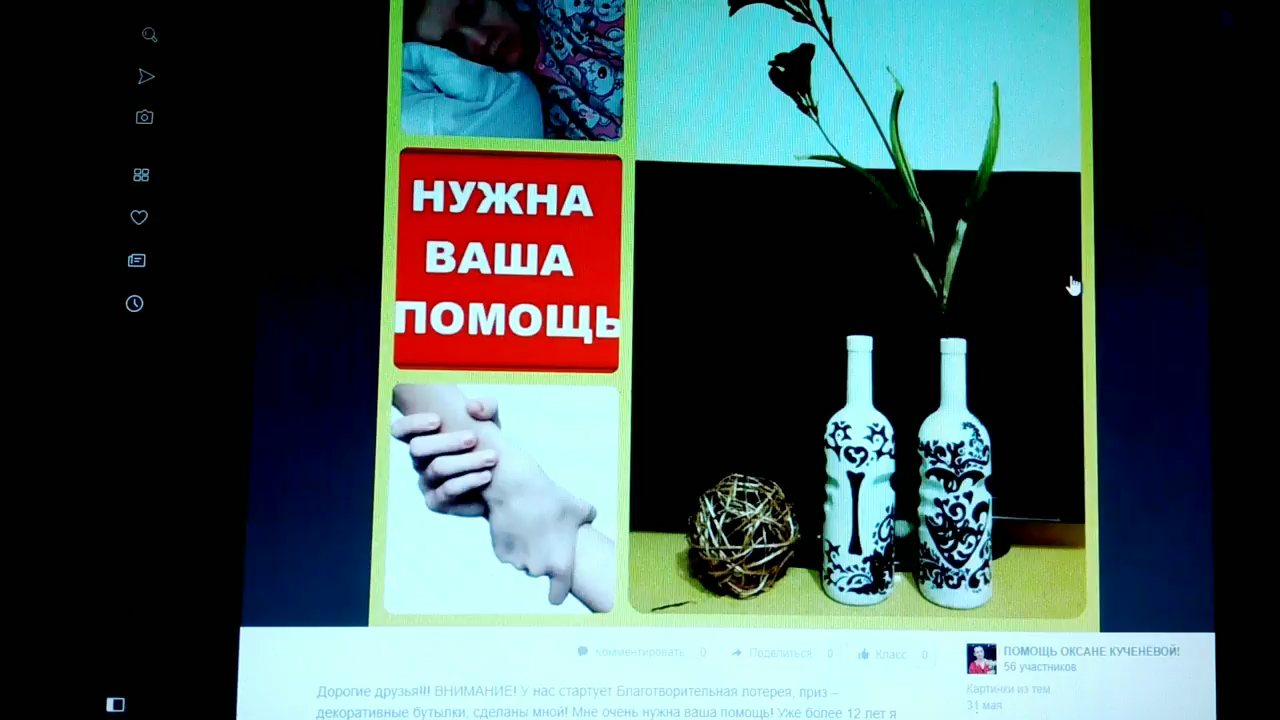 НУЖНА
ВАША
ПОМОЩЬ
Комментировать 0 Поделиться 0 Класс 0
ПОМОЩЬ ОКСАНЕ КУЧЕНЁВОЙ!
56 участников
Картинки из тем
31 мая
Дорогие друзья!!! ВНИМАНИЕ! У нас стартует Благотворительная лотерея, приз –
декоративные бутылки, сделаны мной! Мне очень нужна ваша помощь! Уже более 12 лет я